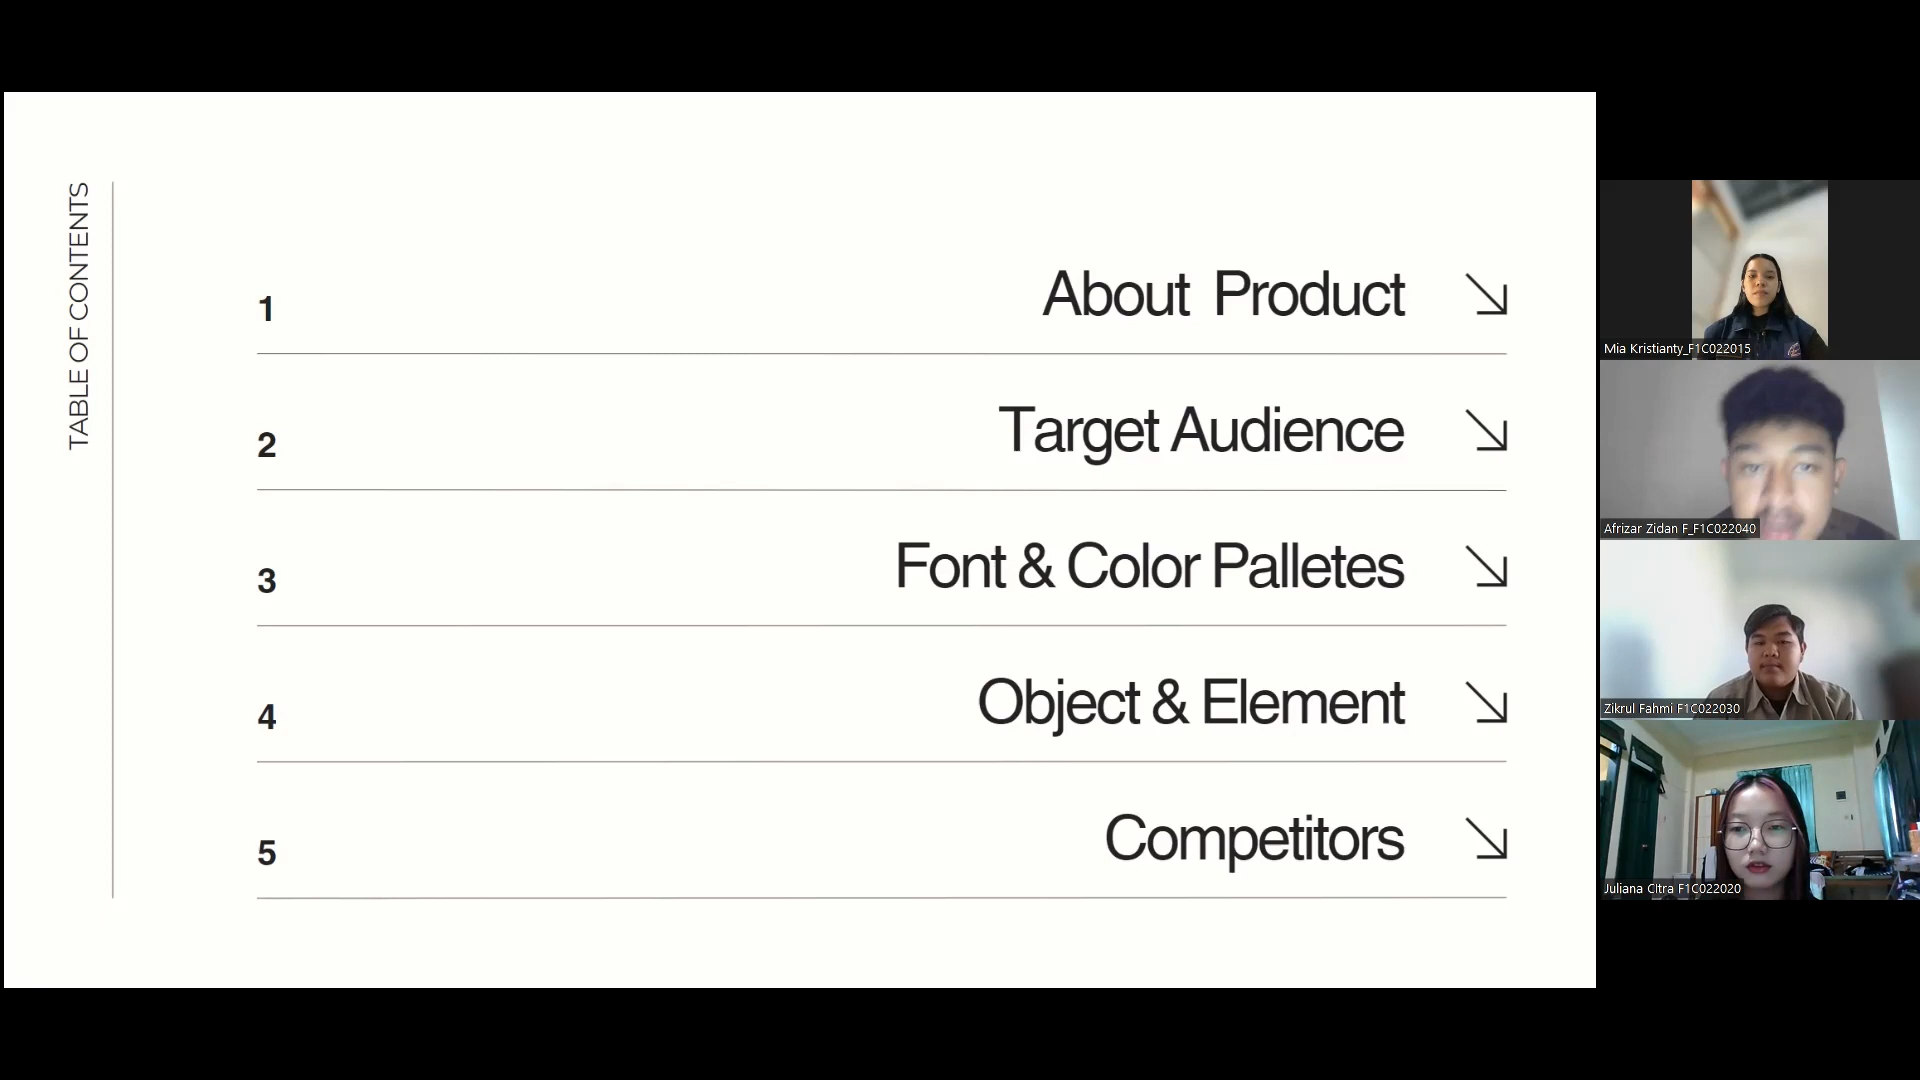 TABLE OF CONTENTS
1 About Product
2 Target Audience
3 Font & Color Palletes
4 Object & Element
5 Competitors
Mia Kristianty_F1C022015
Afrizar Zidan F_F1C022040
Zikrul Fahmi F1C022030
Juliana CItra F1C022020